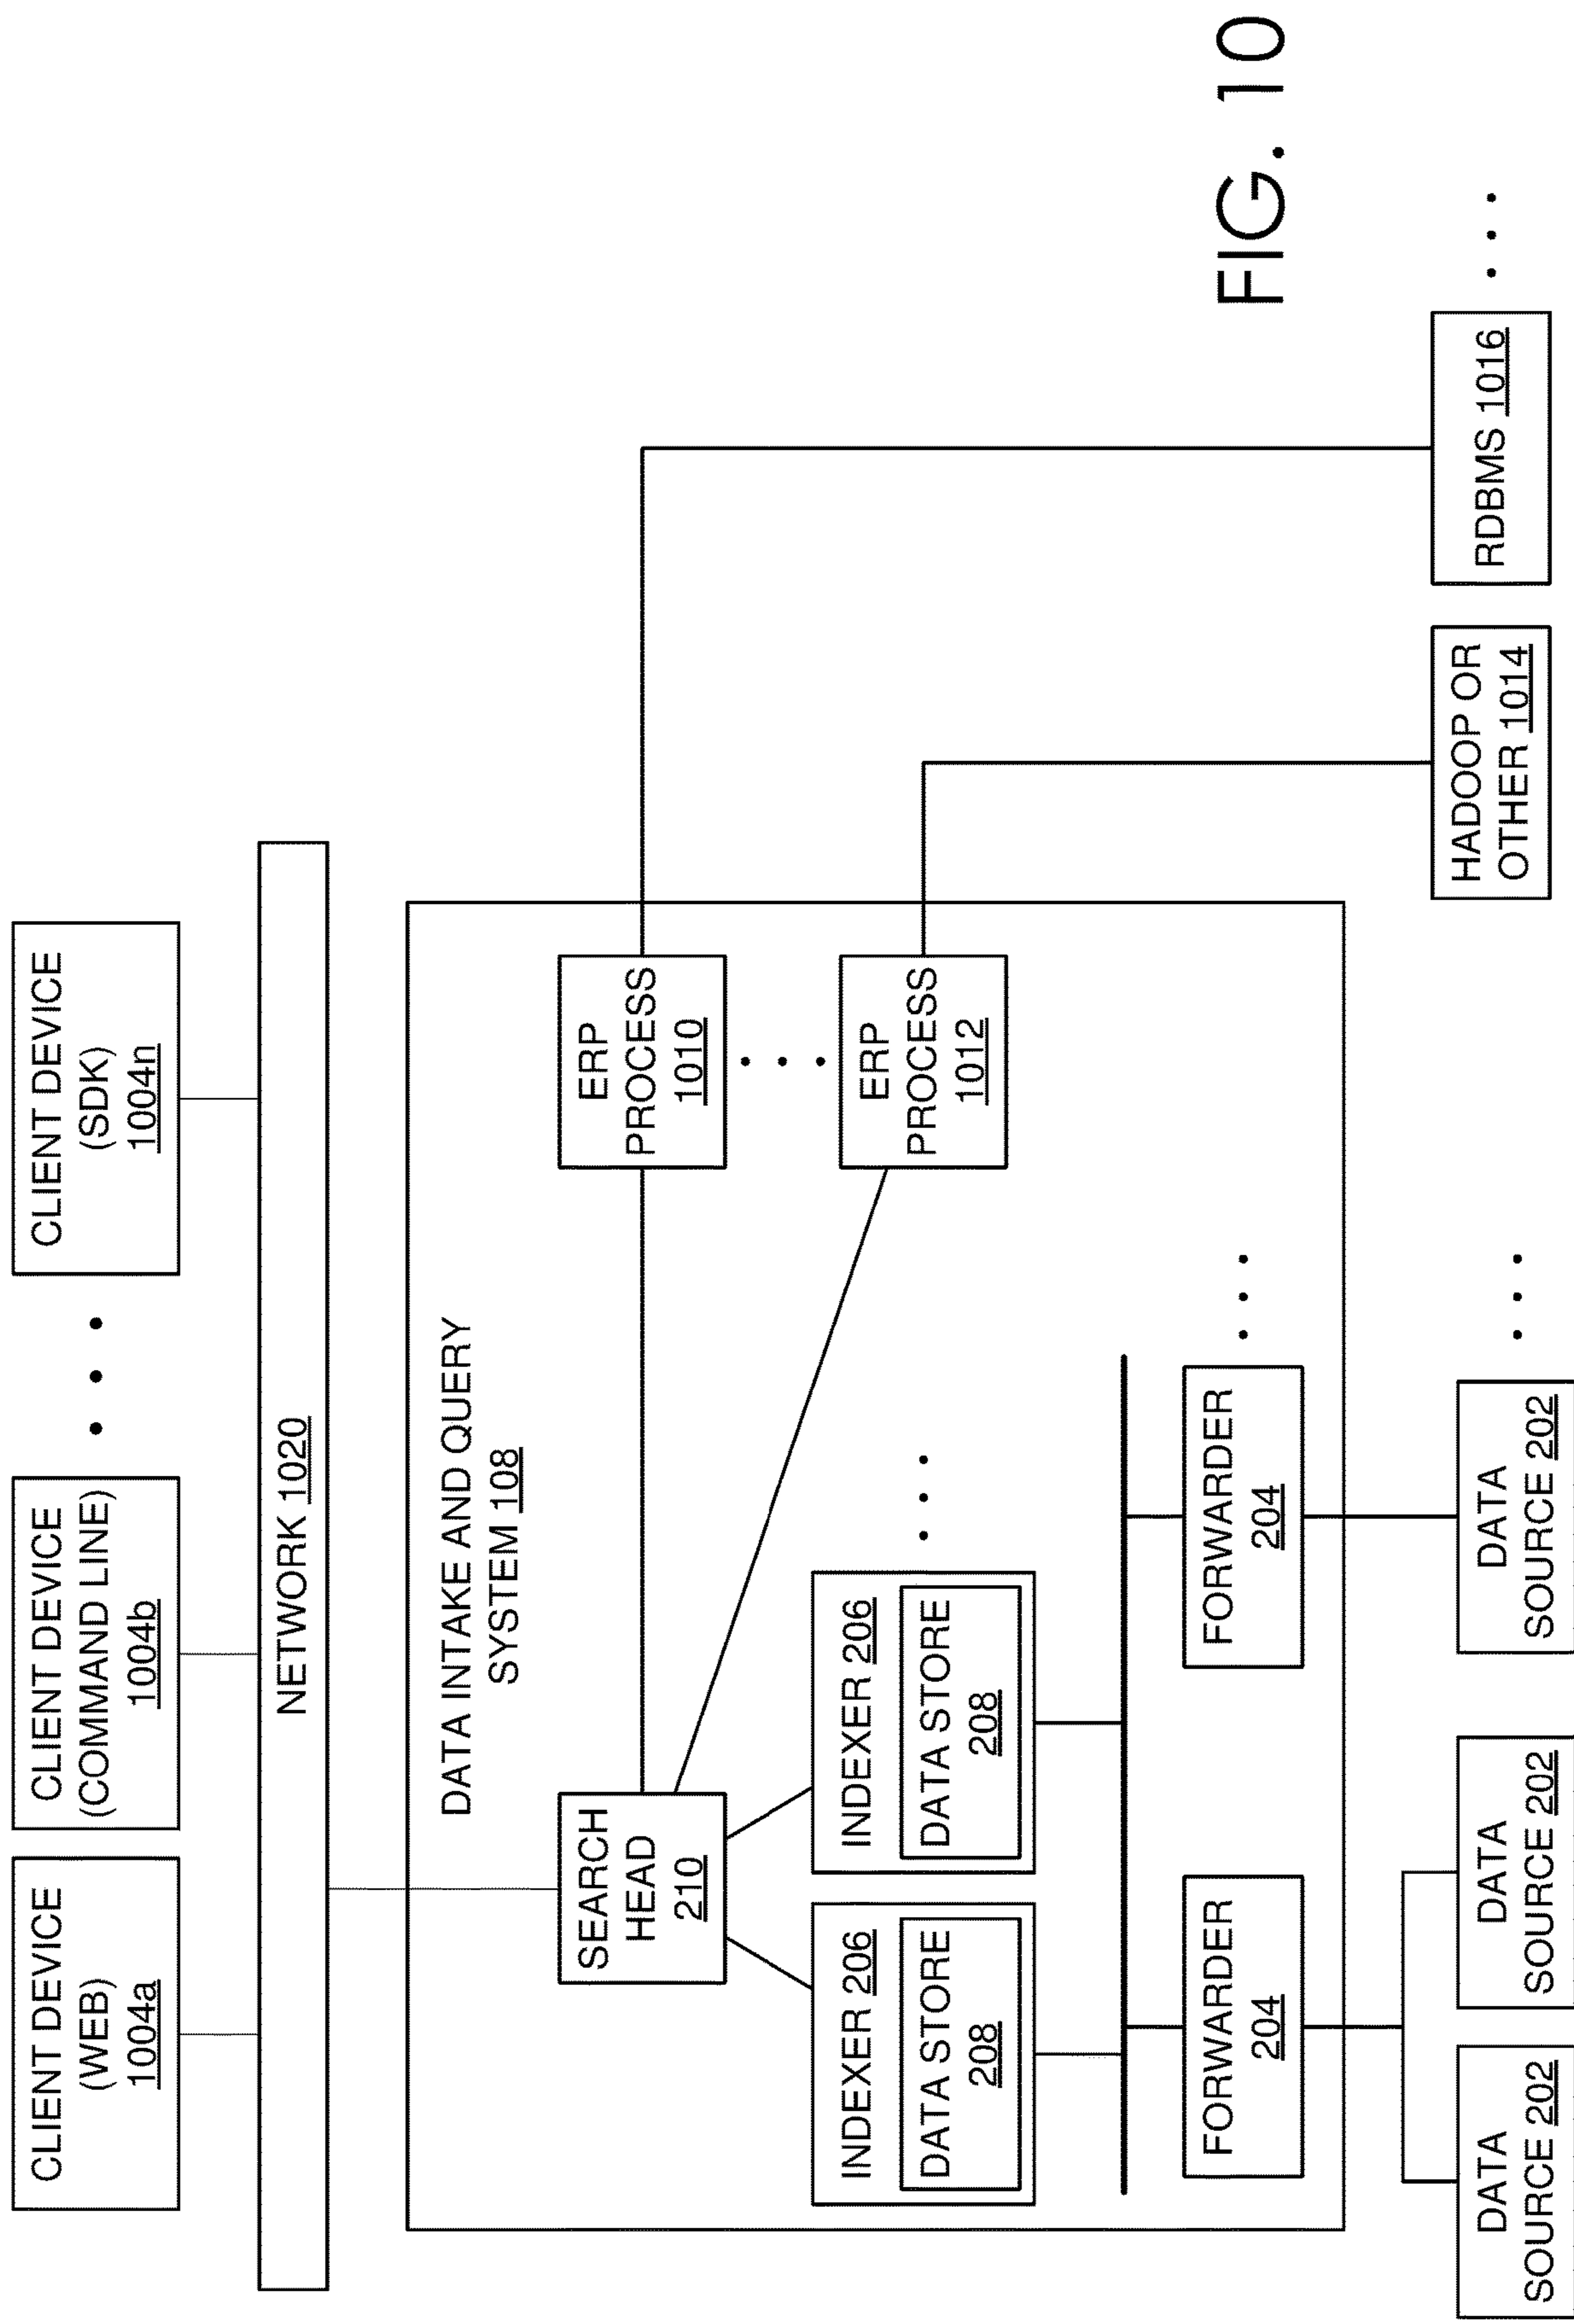 CLIENT DEVICE
(WEB)
1004a
CLIENT DEVICE
(COMMAND LINE)
1004b
• • •
CLIENT DEVICE
(SDK)
1004n
NETWORK 1020
DATA INTAKE AND QUERY
SYSTEM 108
SEARCH
HEAD
210
ERP
PROCESS
1010
• • •
ERP
PROCESS
1012
INDEXER 206
DATA STORE
208
INDEXER 206
DATA STORE
208
• • •
FORWARDER
204
FORWARDER
204
• • •
DATA
SOURCE 202
DATA
SOURCE 202
DATA
SOURCE 202
• • •
HADOOP OR
OTHER 1014
RDBMS 1016
• • •
FIG. 10